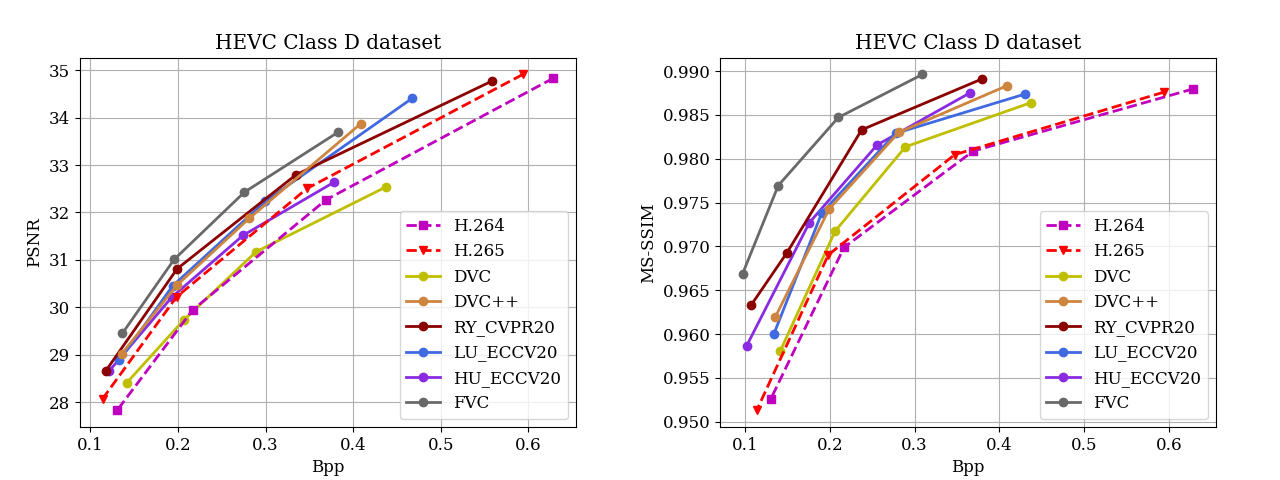 HEVC Class D dataset
35
34
33
32
31
30
29
28
PSNR
0.1 0.2 0.3 0.4 0.5 0.6
Bpp
H.264
H.265
DVC
DVC++
RY_CVPR20
LU_ECCV20
HU_ECCV20
FVC
HEVC Class D dataset
0.990
0.985
0.980
0.975
0.970
0.965
0.960
0.955
0.950
MS-SSIM
0.1 0.2 0.3 0.4 0.5 0.6
Bpp
H.264
H.265
DVC
DVC++
RY_CVPR20
LU_ECCV20
HU_ECCV20
FVC